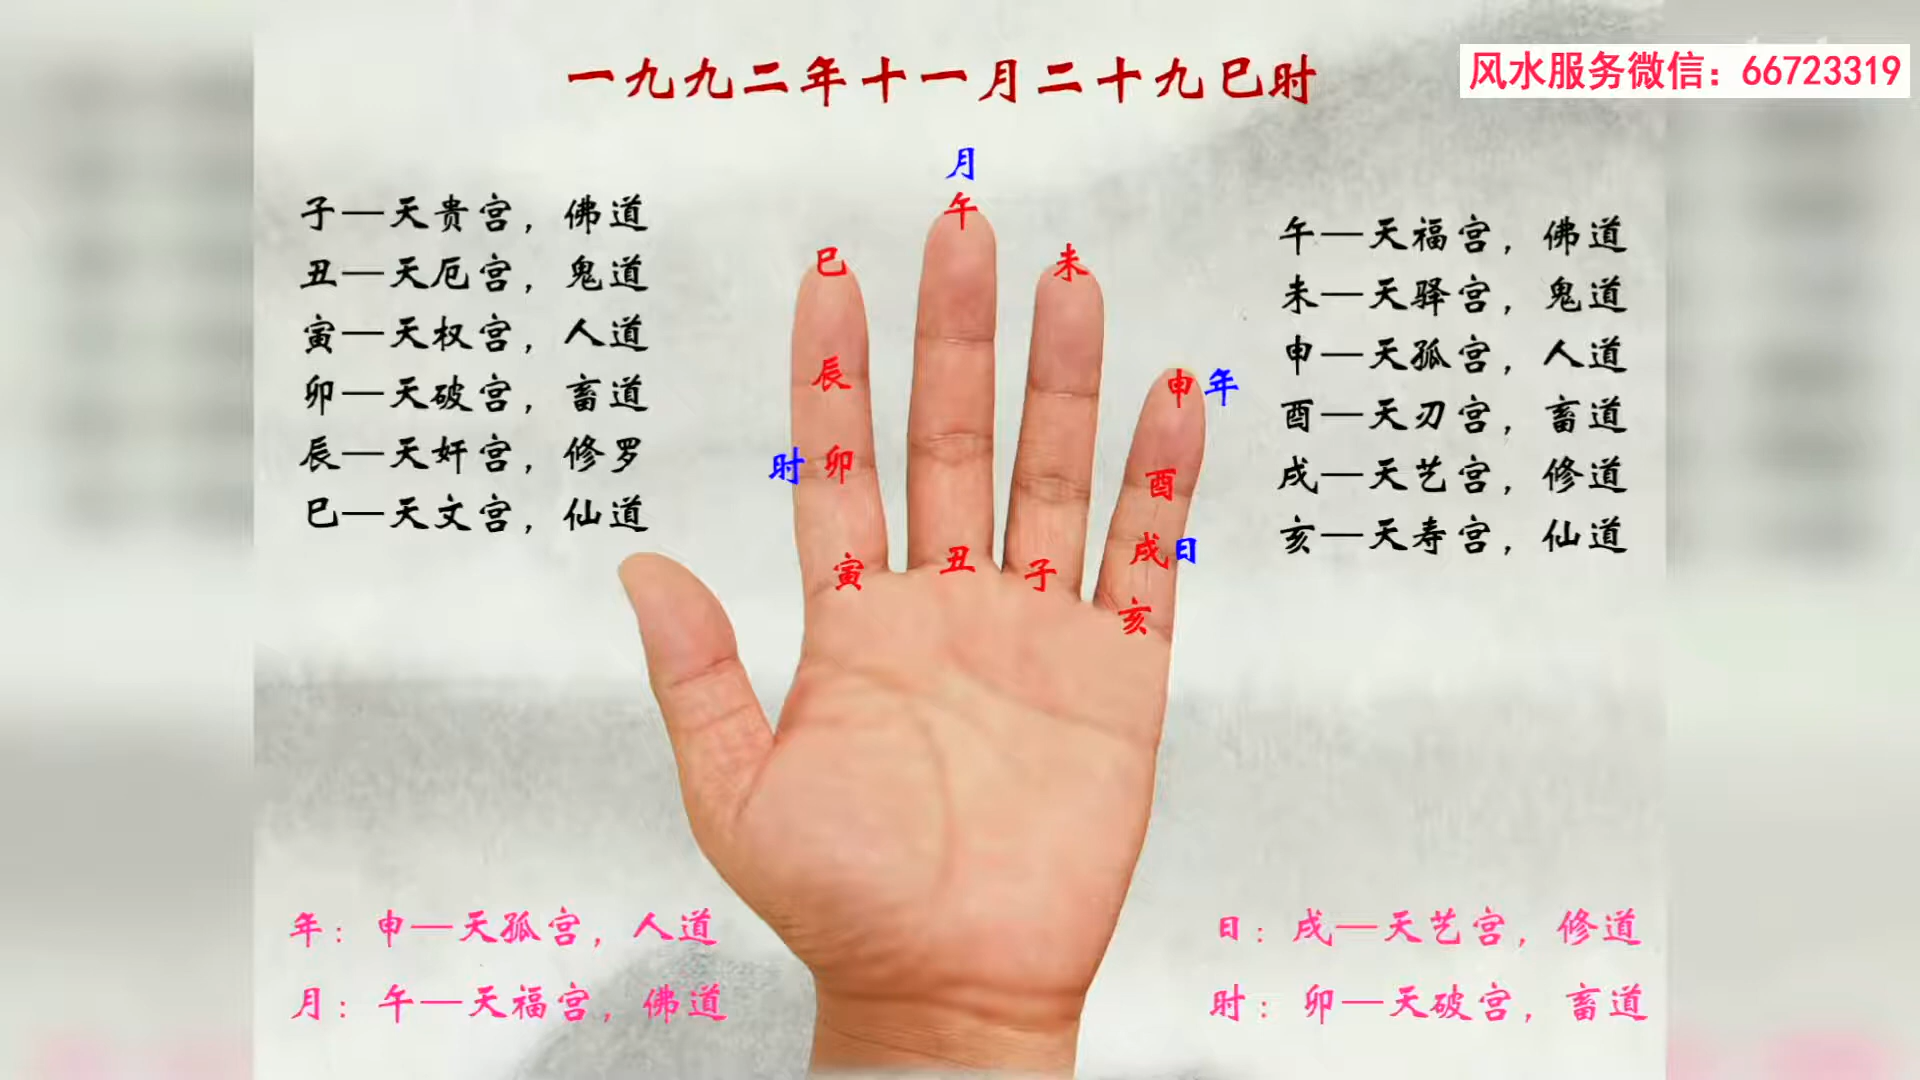 风水服务微信：66723319
一九九二年十一月二十九巳时
子—天贵宫，佛道
丑—天厄宫，鬼道
寅—天权宫，人道
卯—天破宫，畜道
辰—天奸宫，修罗
巳—天文宫，仙道
月
午
巳
未
辰
申年
时卯
酉
戌日
寅
丑
子
亥
午—天福宫，佛道
未—天驿宫，鬼道
申—天孤宫，人道
酉—天刃宫，畜道
戌—天艺宫，修道
亥—天寿宫，仙道
年：申—天孤宫，人道
月：午—天福宫，佛道
日：戌—天艺宫，修道
时：卯—天破宫，畜道